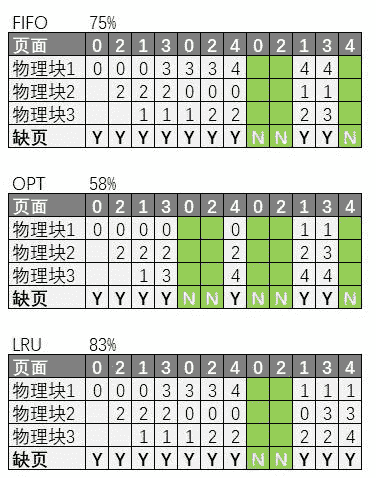 FIFO 75%
页面 0 2 1 3 0 2 4 0 2 1 3 4
物理块1 0 0 0 3 3 3 4 4 4
物理块2 2 2 2 0 0 0 1 1
物理块3 1 1 1 2 2 2 3
缺页 Y Y Y Y Y Y Y N N Y Y N
OPT 58%
页面 0 2 1 3 0 2 4 0 2 1 3 4
物理块1 0 0 0 0 0 1 1
物理块2 2 2 2 2 2 3
物理块3 1 3 4 4 4
缺页 Y Y Y Y N N Y N N Y Y N
LRU 83%
页面 0 2 1 3 0 2 4 0 2 1 3 4
物理块1 0 0 0 3 3 3 4 1 1 1
物理块2 2 2 2 0 0 0 0 3 3
物理块3 1 1 1 2 2 2 2 4
缺页 Y Y Y Y Y Y Y N N Y Y Y